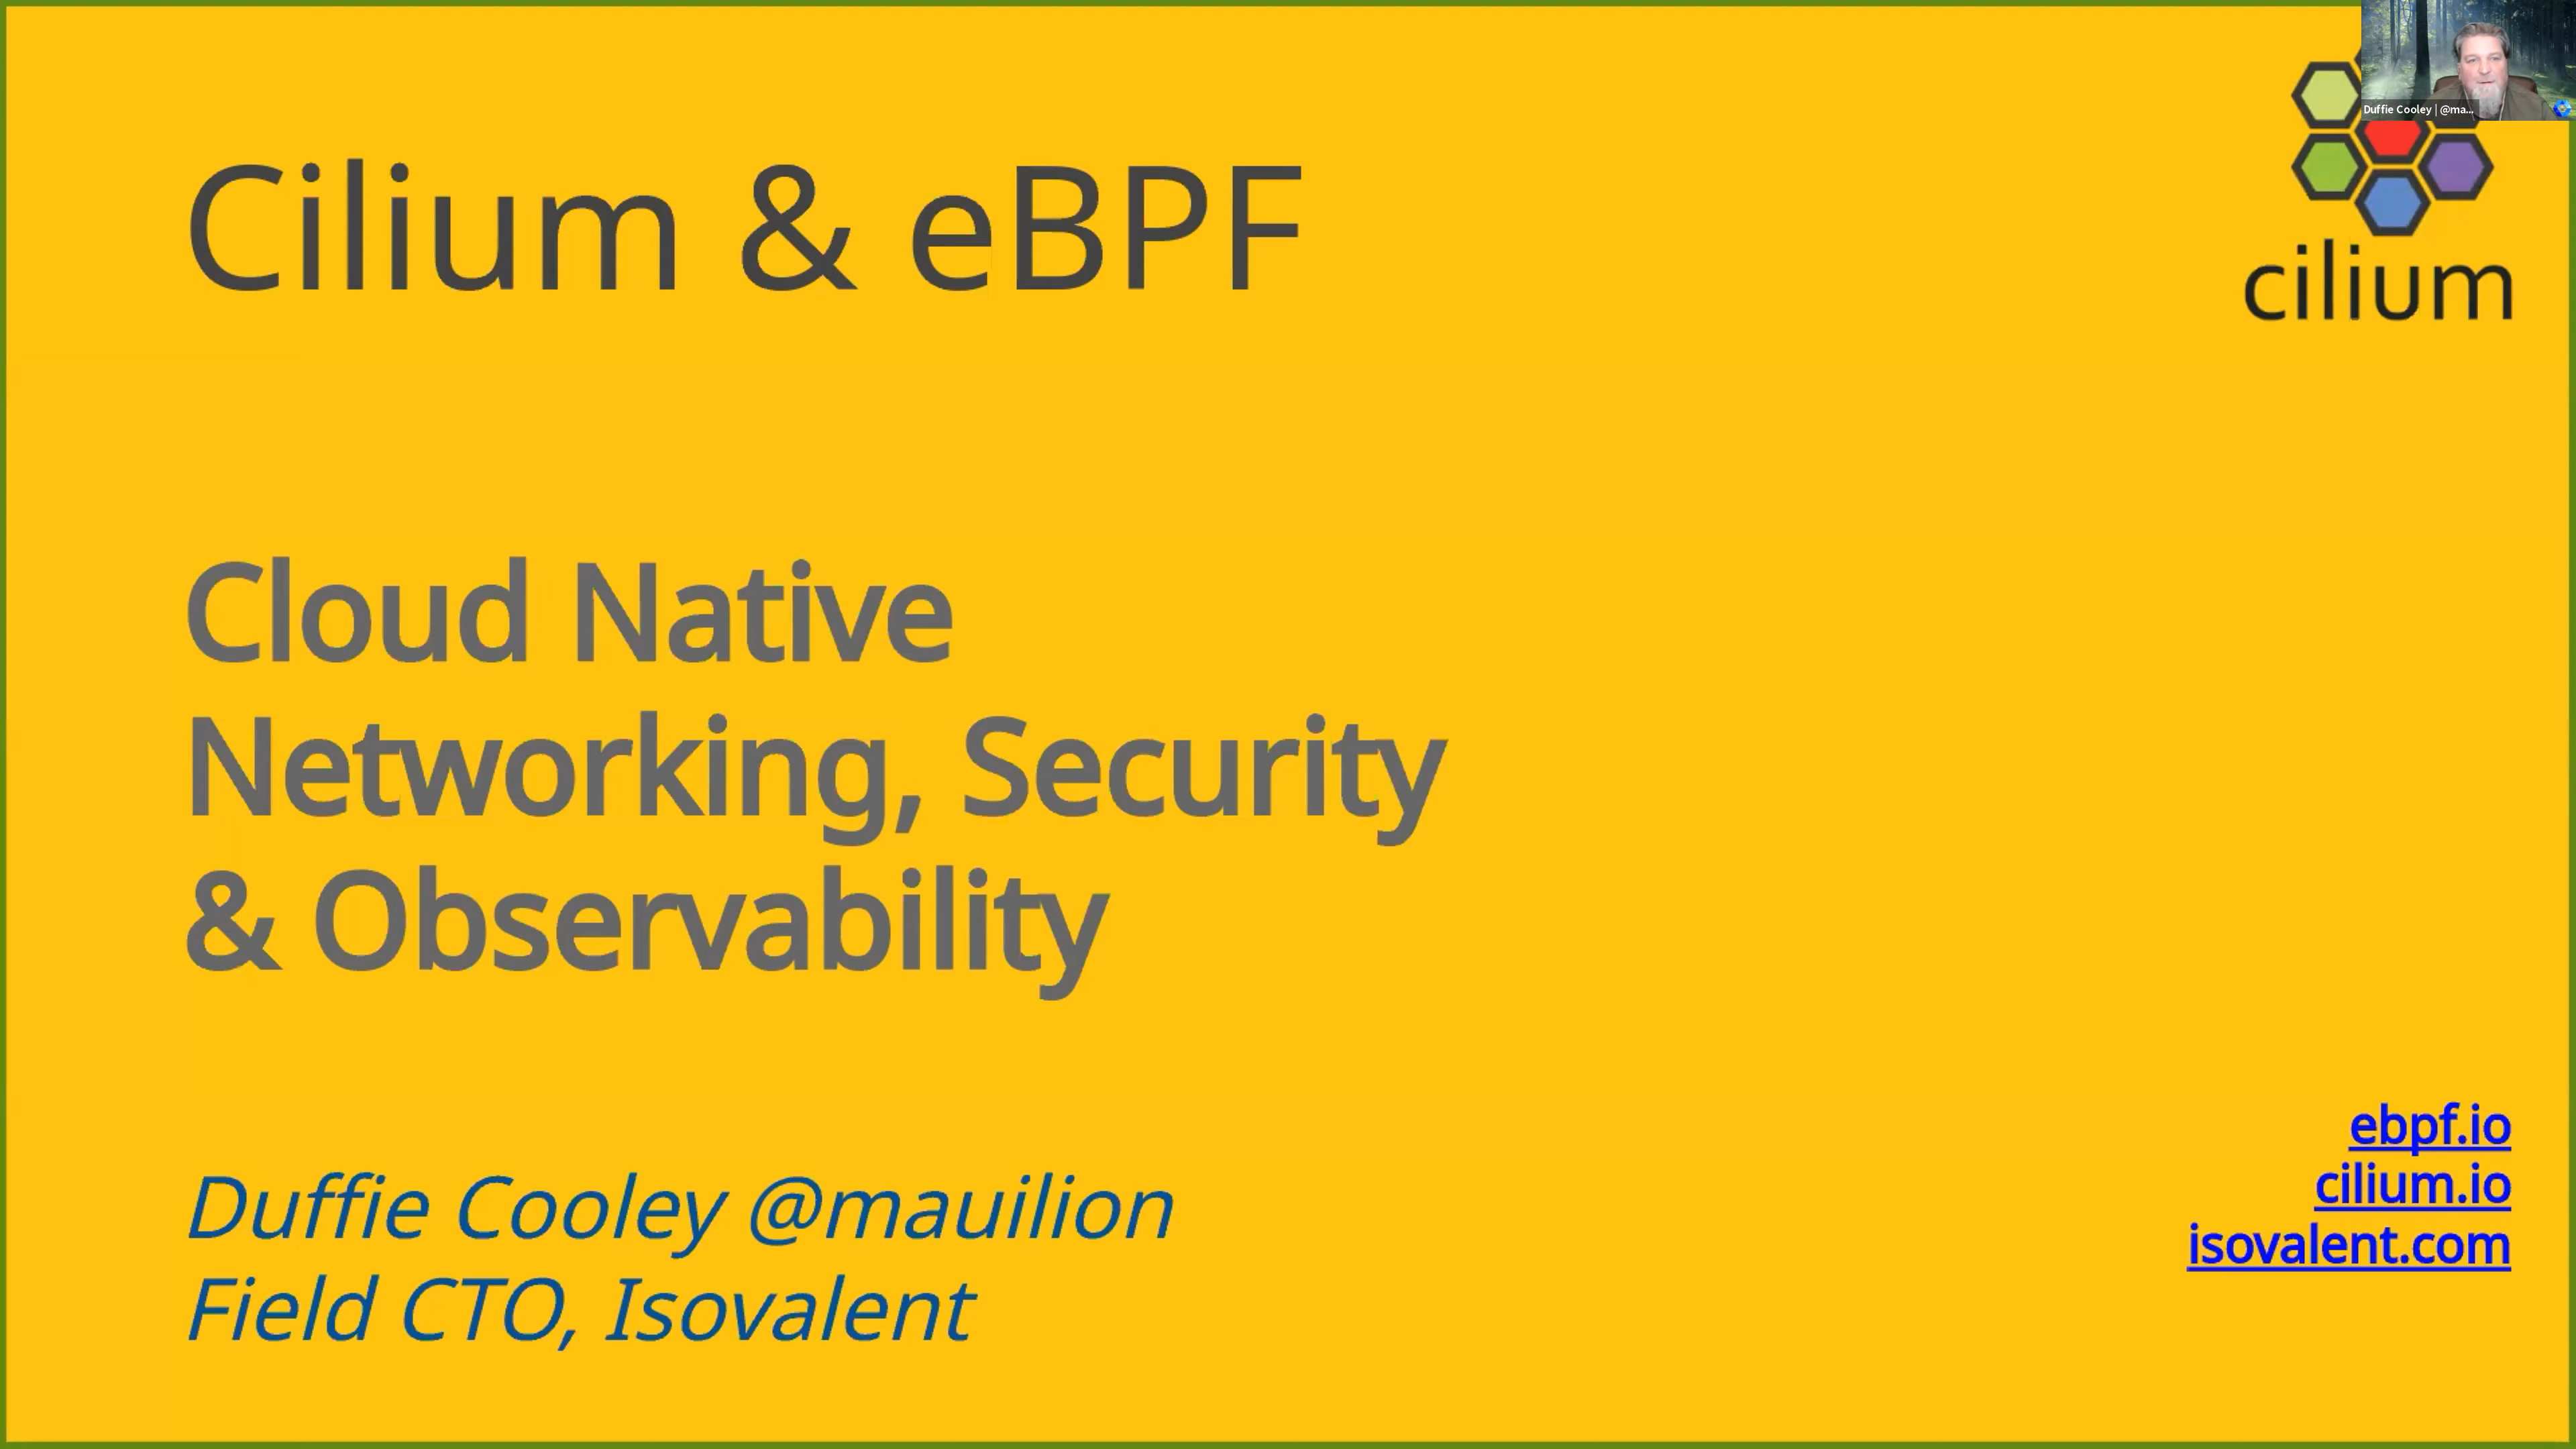 Duffie Cooley | @ma...
Cilium & eBPF
cilium
Cloud Native
Networking, Security
& Observability
ebpf.io
cilium.io
isovalent.com
Duffie Cooley @mauilion
Field CTO, Isovalent